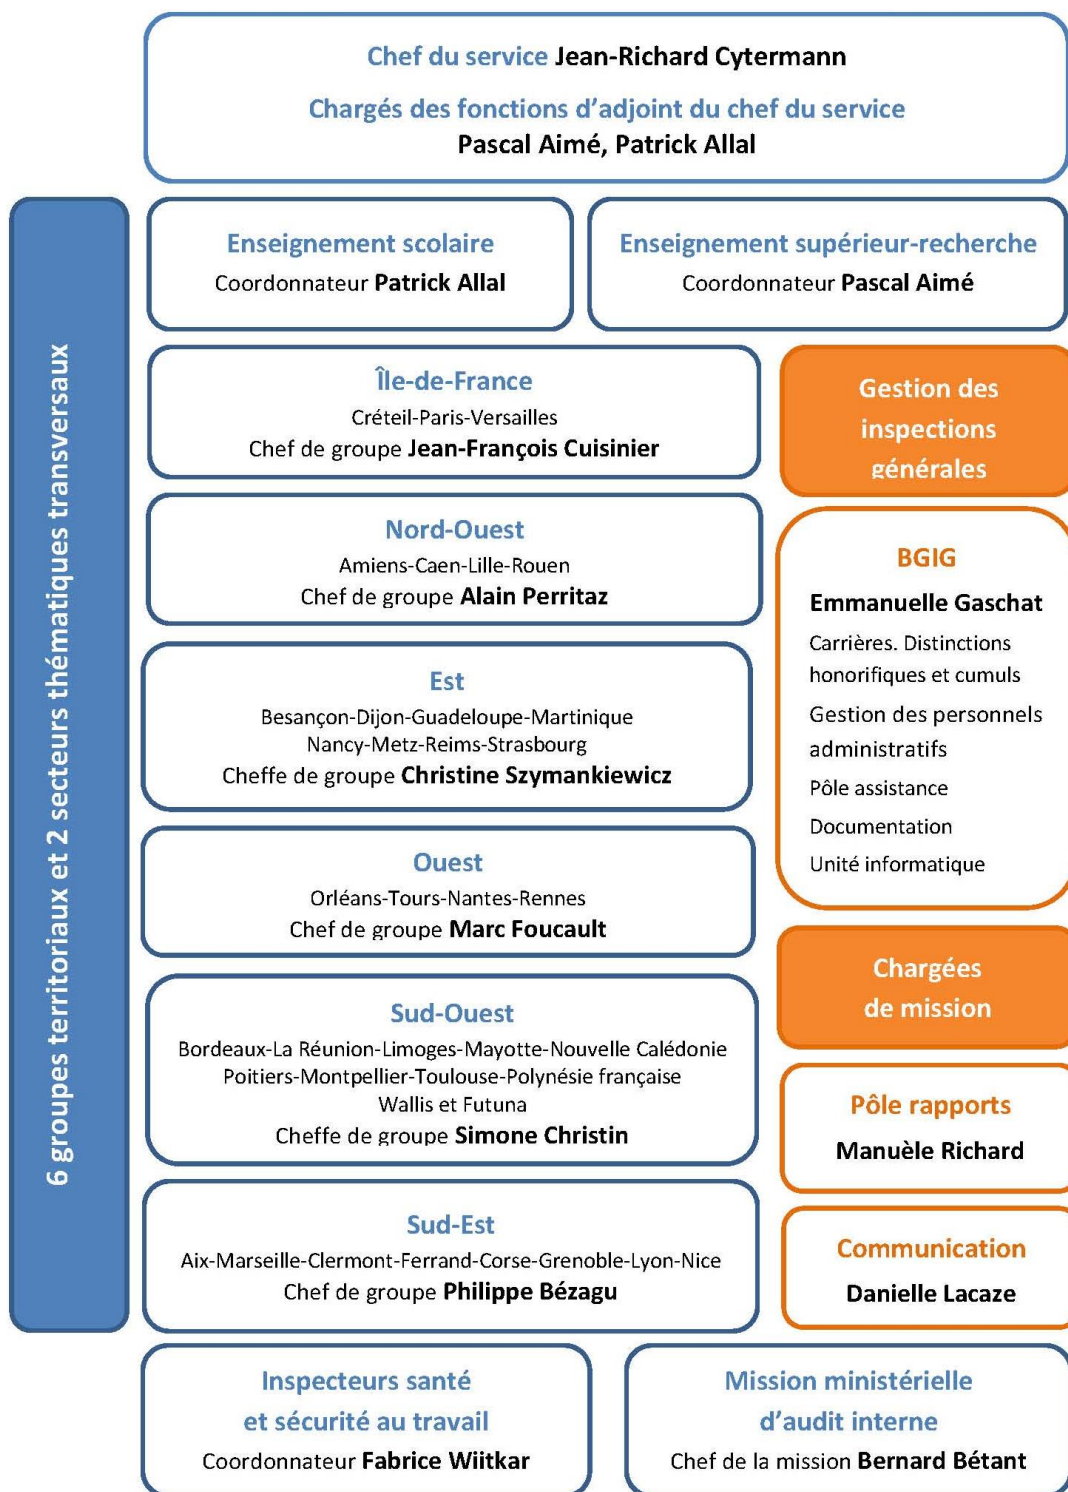 Chef du service Jean-Richard Cytermann
Chargés des fonctions d'adjoint du chef du service
Pascal Aimé, Patrick Allal
6 groupes territoriaux et 2 secteurs thématiques transversaux
Enseignement scolaire
Coordonnateur Patrick Allal
Enseignement supérieur-recherche
Coordonnateur Pascal Aimé
Île-de-France
Créteil-Paris-Versailles
Chef de groupe Jean-François Cuisinier
Nord-Ouest
Amiens-Caen-Lille-Rouen
Chef de groupe Alain Perritaz
Est
Besançon-Dijon-Guadeloupe-Martinique
Nancy-Metz-Reims-Strasbourg
Cheffe de groupe Christine Szymankiewicz
Ouest
Orléans-Tours-Nantes-Rennes
Chef de groupe Marc Foucault
Sud-Ouest
Bordeaux-La Réunion-Limoges-Mayotte-Nouvelle Calédonie
Poitiers-Montpellier-Toulouse-Polynésie française
Wallis et Futuna
Cheffe de groupe Simone Christin
Sud-Est
Aix-Marseille-Clermont-Ferrand-Corse-Grenoble-Lyon-Nice
Chef de groupe Philippe Bézagu
Gestion des
inspections
générales
BGIG
Emmanuelle Gaschat
Carrières. Distinctions
honorifiques et cumuls
Gestion des personnels
administratifs
Pôle assistance
Documentation
Unité informatique
Chargées
de mission
Pôle rapports
Manuèle Richard
Communication
Danielle Lacaze
Inspecteurs santé
et sécurité au travail
Coordonnateur Fabrice Wiitkar
Mission ministérielle
d'audit interne
Chef de la mission Bernard Bétant